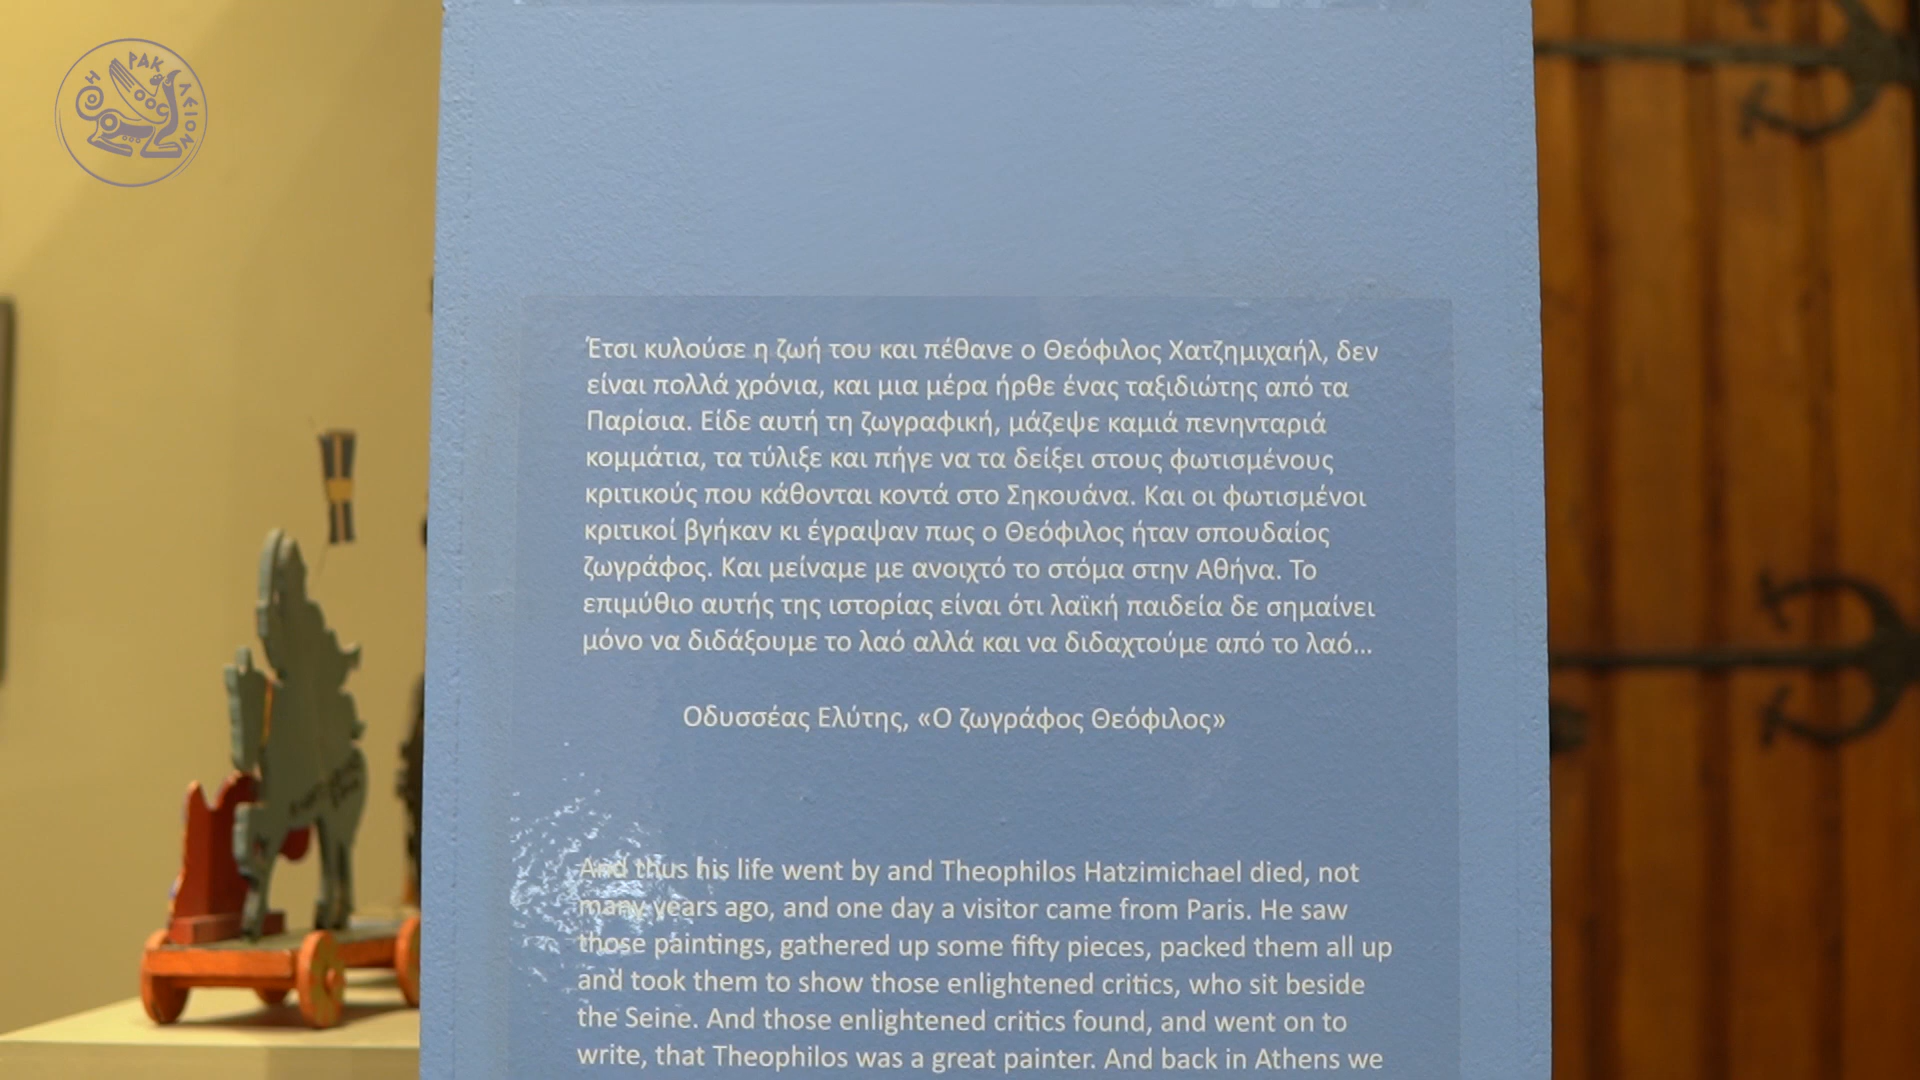 ΗΡΑΚΛΕΙΟΝ
Έτσι κυλούσε η ζωή του και πέθανε ο Θεόφιλος Χατζημιχαήλ, δεν
είναι πολλά χρόνια, και μια μέρα ήρθε ένας ταξιδιώτης από τα
Παρίσια. Είδε αυτή τη ζωγραφική, μάζεψε καμιά πενηνταριά
κομμάτια, τα τύλιξε και πήγε να τα δείξει στους φωτισμένους
κριτικούς που κάθονται κοντά στο Σηκουάνα. Και οι φωτισμένοι
κριτικοί βγήκαν κι έγραψαν πως ο Θεόφιλος ήταν σπουδαίος
ζωγράφος. Και μείναμε με ανοιχτό το στόμα στην Αθήνα. Το
επιμύθιο αυτής της ιστορίας είναι ότι λαϊκή παιδεία δε σημαίνει
μόνο να διδάξουμε το λαό αλλά και να διδαχτούμε από το λαό...
Οδυσσέας Ελύτης, «Ο ζωγράφος Θεόφιλος»
And thus his life went by and Theophilos Hatzimichael died, not
many years ago, and one day a visitor came from Paris. He saw
those paintings, gathered up some fifty pieces, packed them all up
and took them to show those enlightened critics, who sit beside
the Seine. And those enlightened critics found, and went on to
write, that Theophilos was a great painter. And back in Athens we